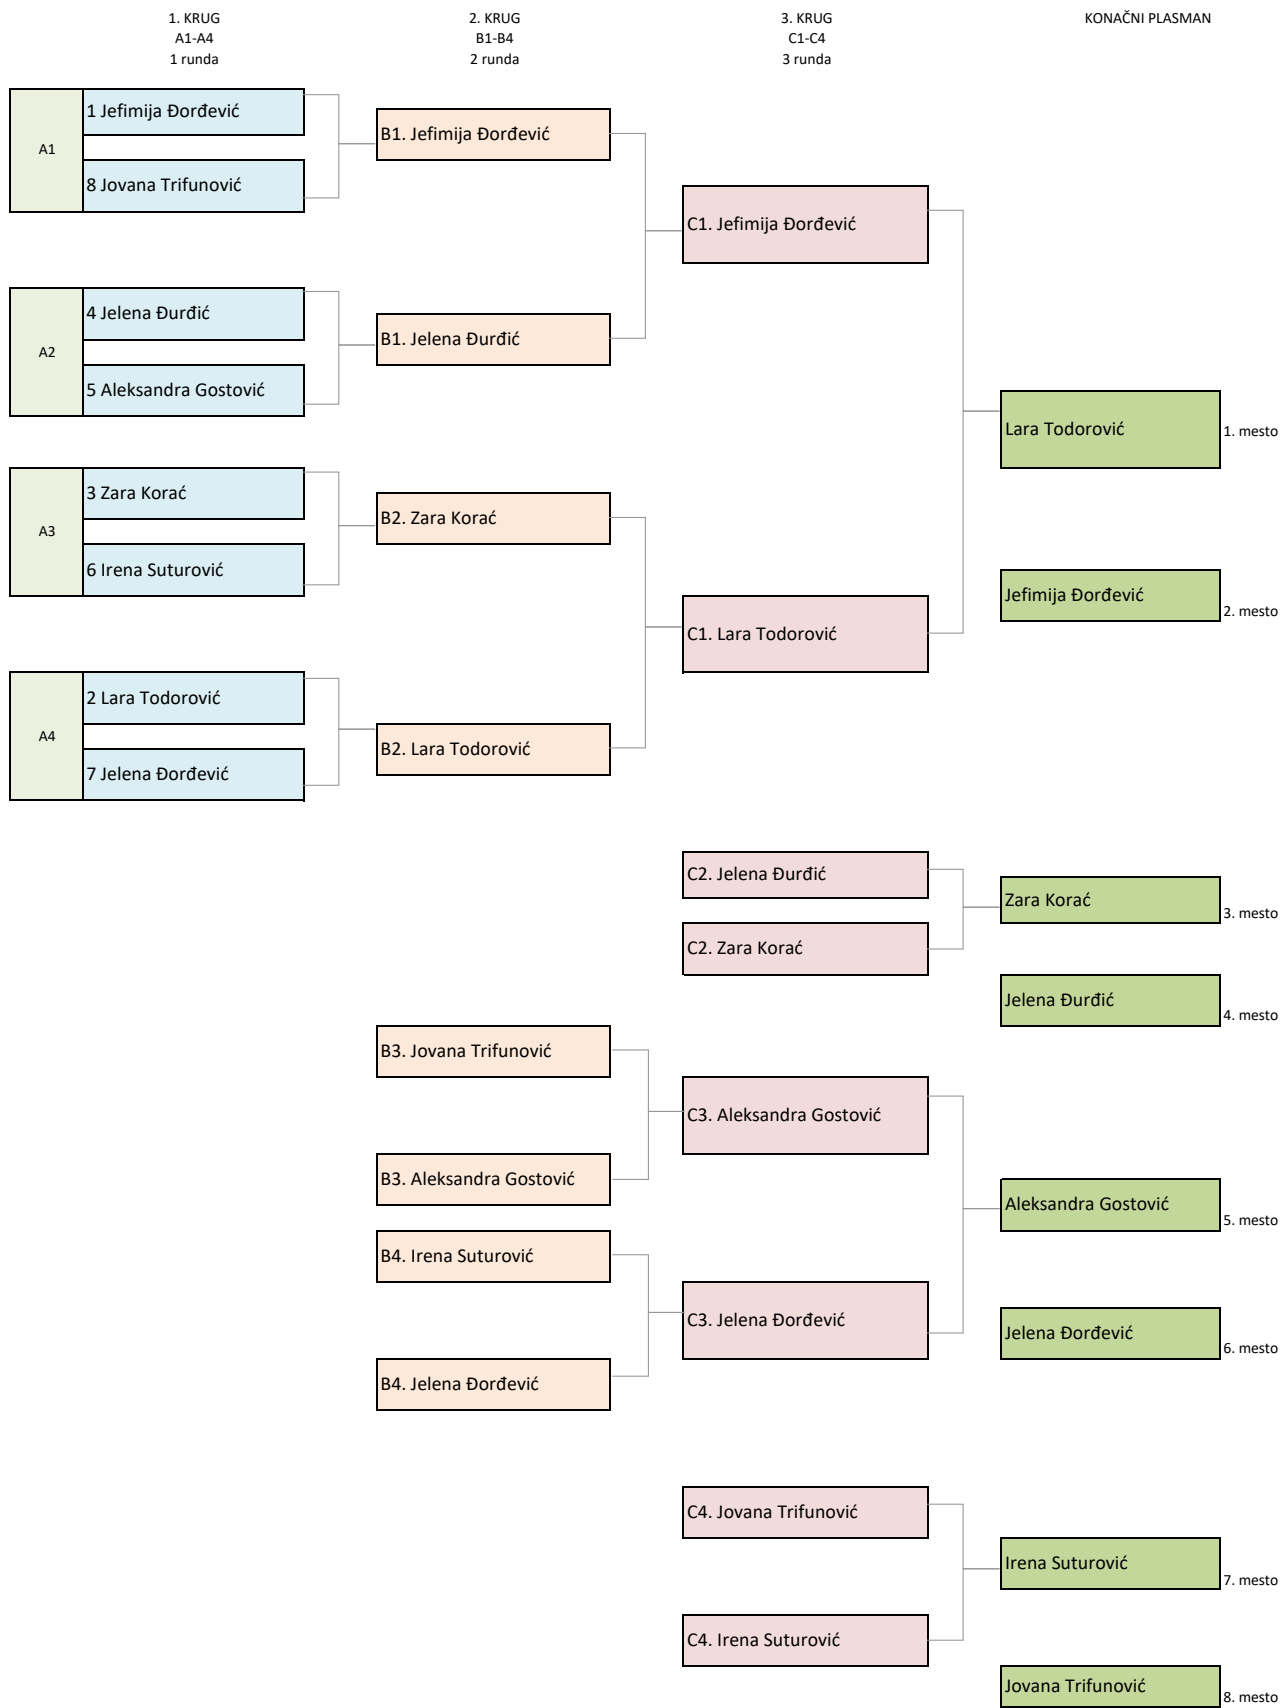 1. KRUG
A1-A4
1 runda
2. KRUG
B1-B4
2 runda
3. KRUG
C1-C4
3 runda
KONAČNI PLASMAN
A1
1 Jefimija Đorđević
8 Jovana Trifunović
A2
4 Jelena Đurđić
5 Aleksandra Gostović
A3
3 Zara Korać
6 Irena Suturović
A4
2 Lara Todorović
7 Jelena Đorđević
B1. Jefimija Đorđević
B1. Jelena Đurđić
B2. Zara Korać
B2. Lara Todorović
B3. Jovana Trifunović
B3. Aleksandra Gostović
B4. Irena Suturović
B4. Jelena Đorđević
C1. Jefimija Đorđević
C1. Lara Todorović
C2. Jelena Đurđić
C2. Zara Korać
C3. Aleksandra Gostović
C3. Jelena Đorđević
C4. Jovana Trifunović
C4. Irena Suturović
Lara Todorović
1. mesto
Jefimija Đorđević
2. mesto
Zara Korać
3. mesto
Jelena Đurđić
4. mesto
Aleksandra Gostović
5. mesto
Jelena Đorđević
6. mesto
Irena Suturović
7. mesto
Jovana Trifunović
8. mesto